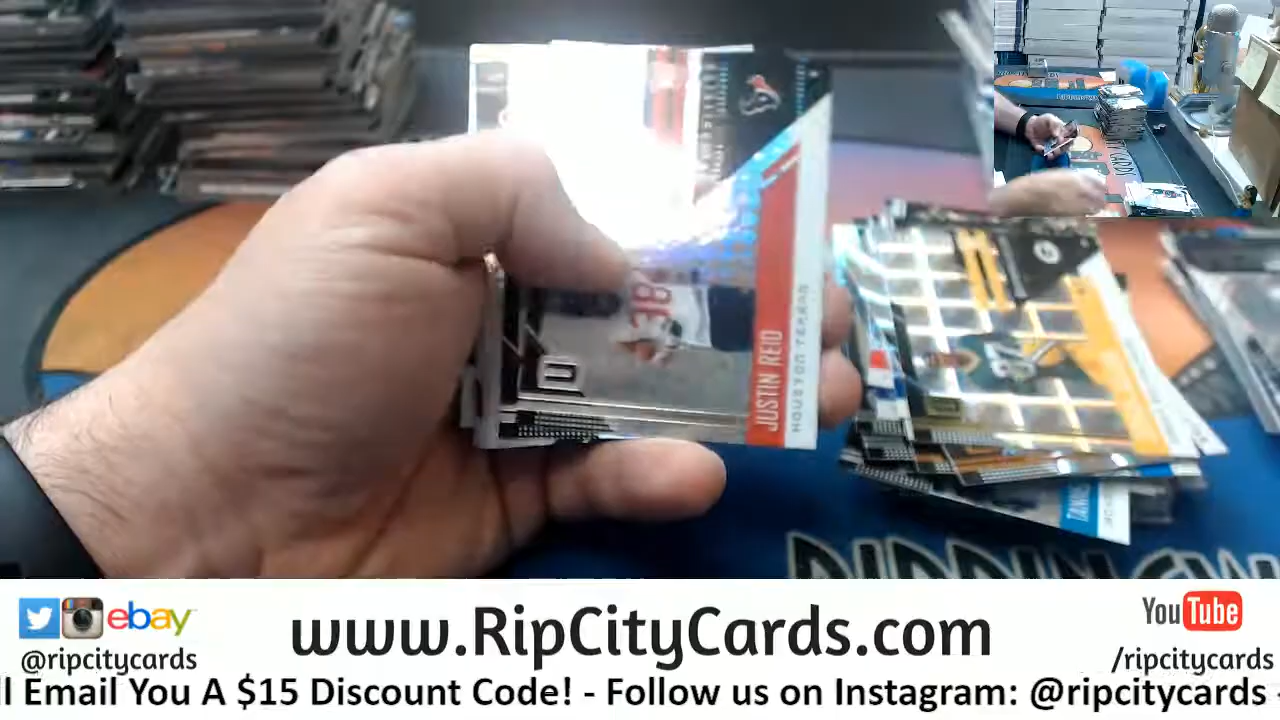 JUSTIN REID
HOUSTON TEXANS
ebay
@ripcitycards
www.RipCityCards.com
YouTube
/ripcitycards
ll Email You A $15 Discount Code! - Follow us on Instagram: @ripcitycards -